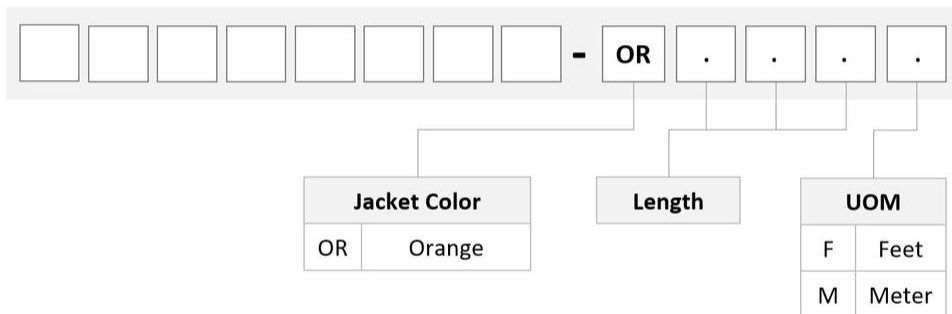 - OR . . . .
Jacket Color Length UOM
OR Orange F Feet
M Meter